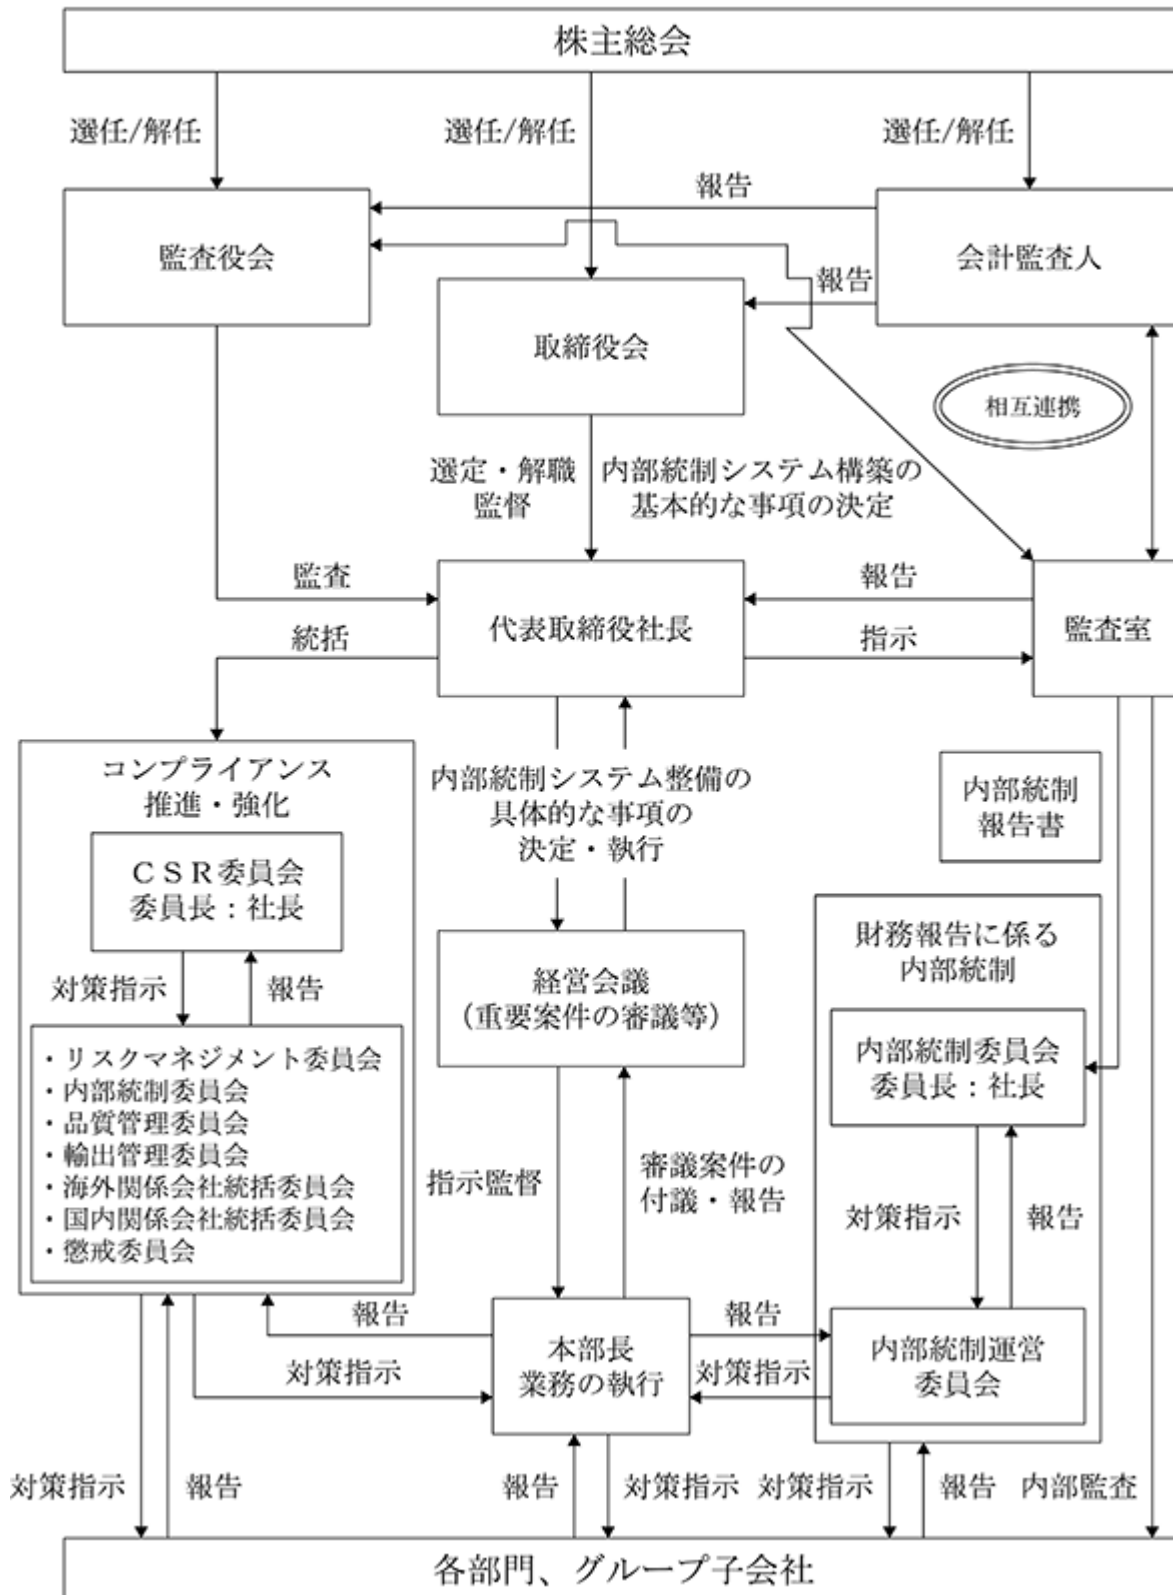 株主総会
選任/解任
選任/解任
選任/解任
報告
監査役会
会計監査人
報告
取締役会
相互連携
選定・解職
監督
内部統制システム構築の
基本的な事項の決定
監査
報告
代表取締役社長
監査室
統括
指示
コンプライアンス
推進・強化
内部統制システム整備の
具体的な事項の
決定・執行
内部統制
報告書
ＣＳＲ委員会
委員長：社長
財務報告に係る
内部統制
対策指示
報告
経営会議
（重要案件の審議等）
内部統制委員会
委員長：社長
・リスクマネジメント委員会
・内部統制委員会
・品質管理委員会
・輸出管理委員会
・海外関係会社統括委員会
・国内関係会社統括委員会
・懲戒委員会
指示監督
審議案件の
付議・報告
対策指示
報告
報告
報告
本部長
業務の執行
内部統制運営
委員会
対策指示
対策指示
対策指示
報告
報告
対策指示
対策指示
報告
内部監査
各部門、グループ子会社